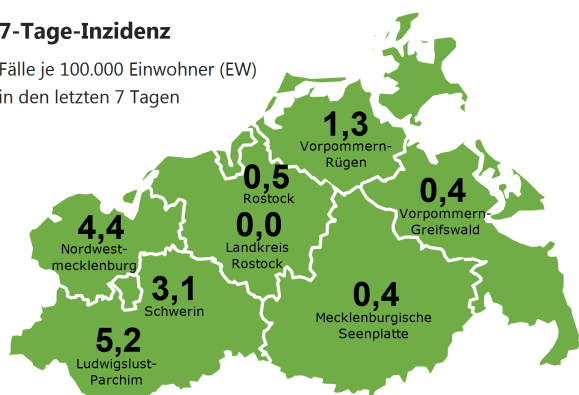 7-Tage-Inzidenz
Fälle je 100.000 Einwohner (EW)
in den letzten 7 Tagen
1,3
Vorpommern-
Rügen
0,5
Rostock
0,4
Vorpommern-
Greifswald
4,4
Nordwest-
mecklenburg
0,0
Landkreis
Rostock
3,1
Schwerin
0,4
Mecklenburgische
Seenplatte
5,2
Ludwigslust-
Parchim